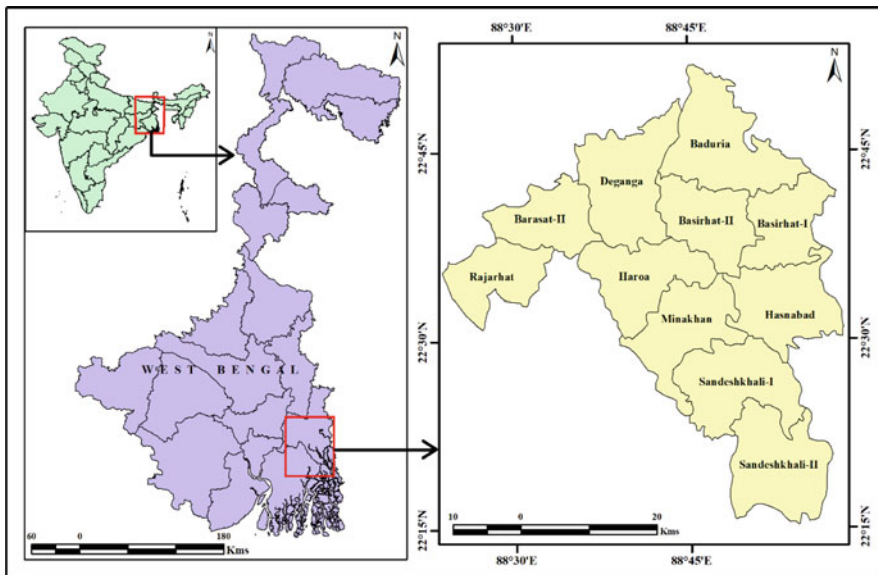 N
N
WEST BENGAL
60 0 180
Kms
88°30'E 88°45'E
N
22°45'N
22°30'N
22°15'N
Baduria
Deganga
Barasat-II
Basirhat-II
Basirhat-I
Rajarhat
Haroa
Minakhan
Hasnabad
Sandeshkhali-I
Sandeshkhali-II
22°45'N
22°30'N
22°15'N
10 0 20
Kms
88°30'E 88°45'E